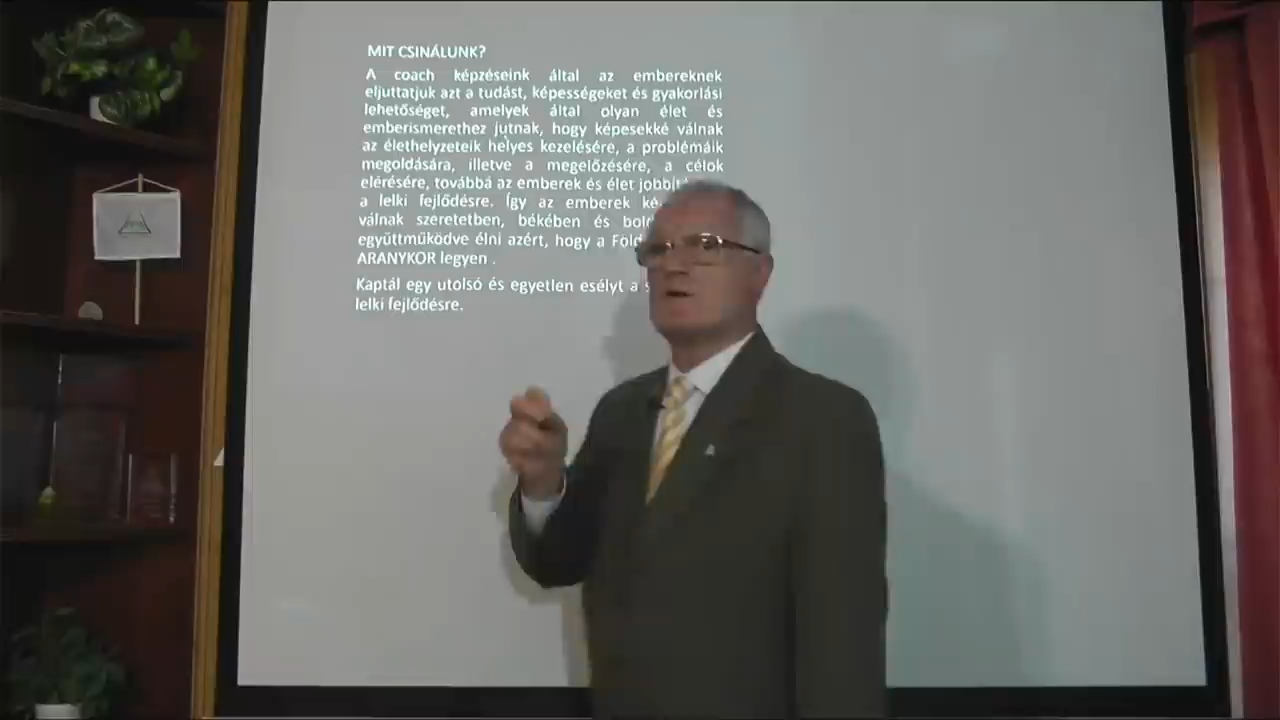 MIT CSINÁLUNK?
A coach képzéseink által az embereknek
eljuttatjuk azt a tudást, képességeket és gyakorlási
lehetőséget, amelyek által olyan élet és
emberismerethez jutnak, hogy képesekké válnak
az élethelyzeteik helyes kezelésére, a problémáik
megoldására, illetve a megelőzésére, a célok
elérésére, továbbá az emberek és élet
a lelki fejlődésre. Így az emberek
válnak szeretetben, békében és
együttműködve élni azért, hogy a
ARANYKOR legyen .
Kaptál egy utolsó és egyetlen esélyt a
lelki fejlődésre.